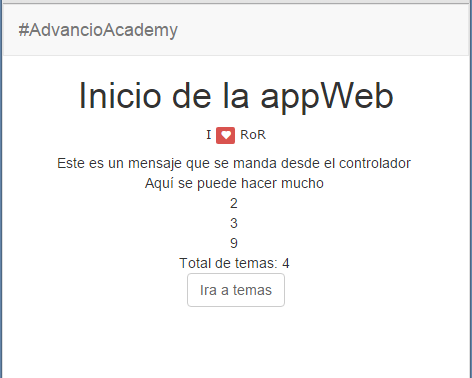 #AdvancioAcademy
Inicio de la appWeb
I ♥ RoR
Este es un mensaje que se manda desde el controlador
Aquí se puede hacer mucho
2
3
9
Total de temas: 4
Ira a temas